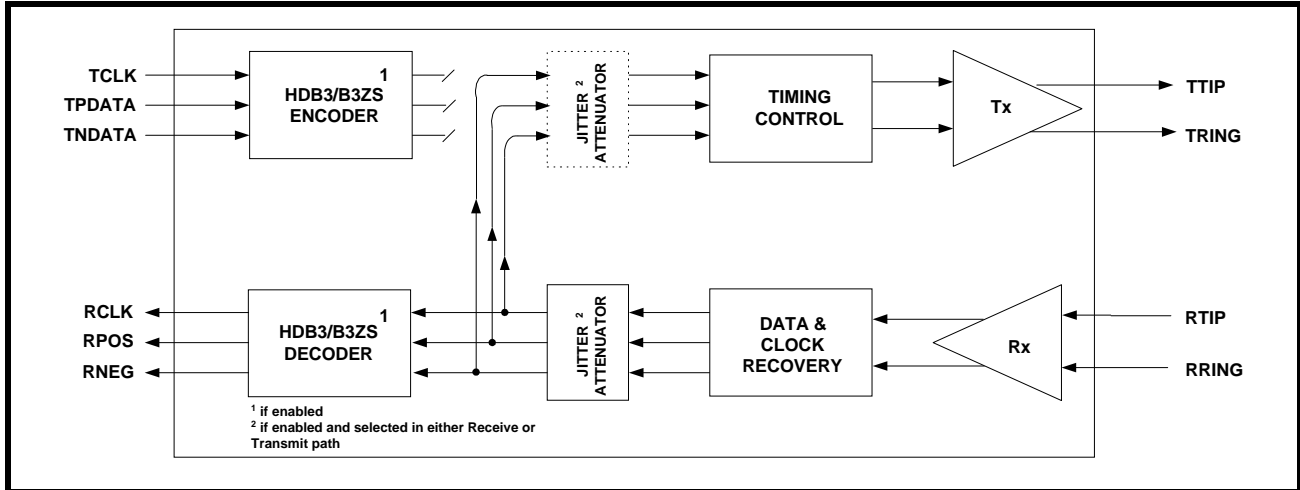 TCLK
TPDATA
TNDATA
1
HDB3/B3ZS
ENCODER
JITTER 2
ATTENUATOR
TIMING
CONTROL
Tx
TTIP
TRING
RCLK
RPOS
RNEG
1
HDB3/B3ZS
DECODER
JITTER 2
ATTENUATOR
DATA &
CLOCK
RECOVERY
Rx
RTIP
RRING
1 if enabled
2 if enabled and selected in either Receive or
Transmit path